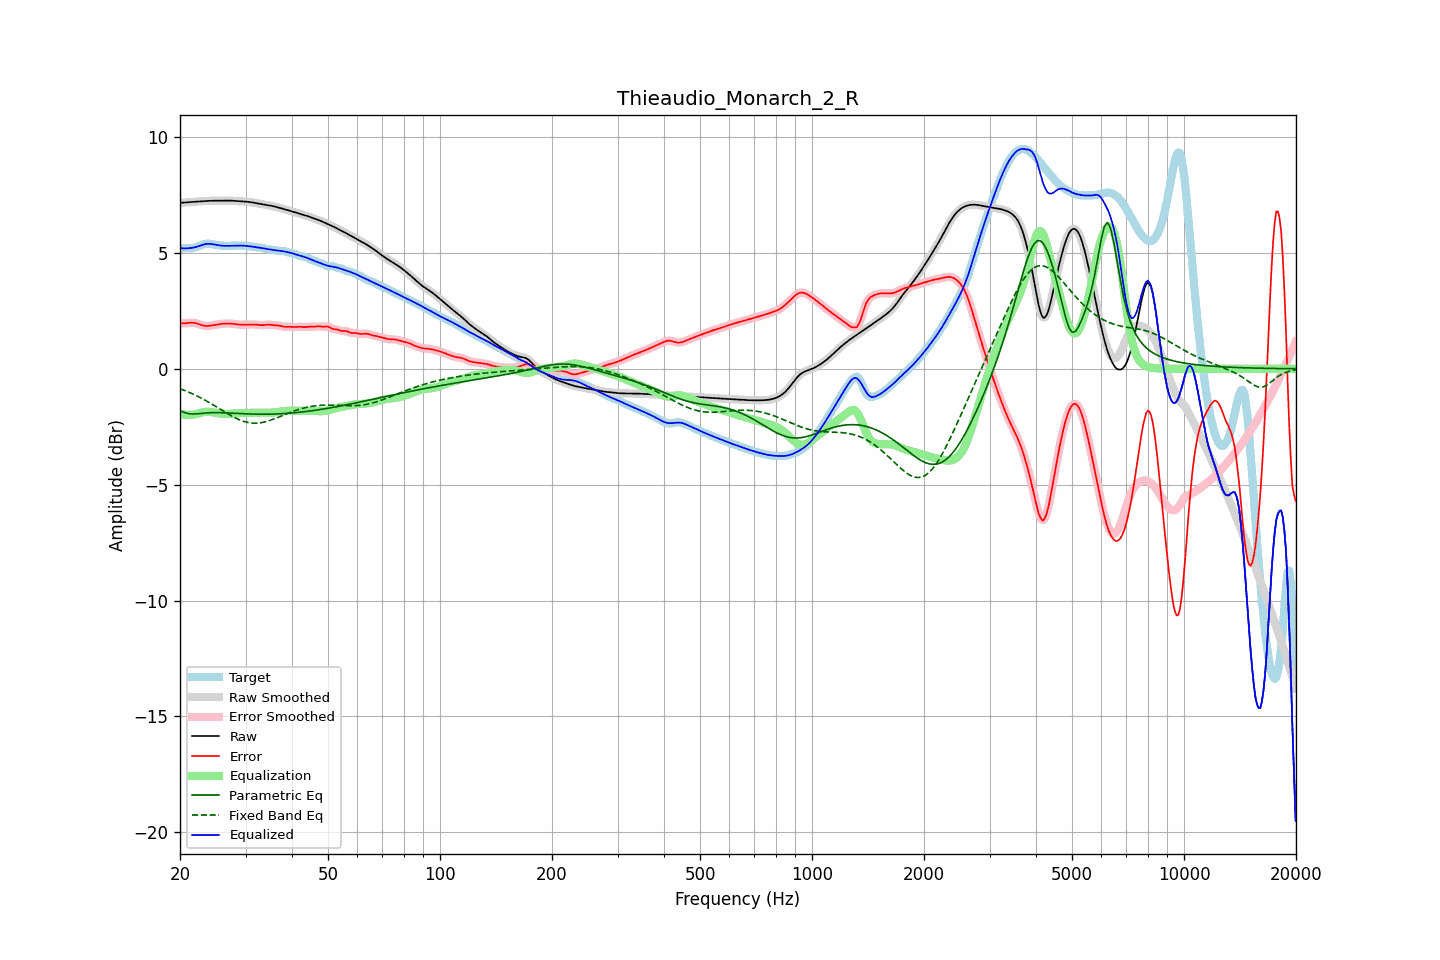 Thieaudio_Monarch_2_R
10
5
0
−5
−10
−15
−20
Amplitude (dBr)
Target
Raw Smoothed
Error Smoothed
Raw
Error
Equalization
Parametric Eq
Fixed Band Eq
Equalized
20
50
100
200
500
1000
2000
5000
10000
20000
Frequency (Hz)